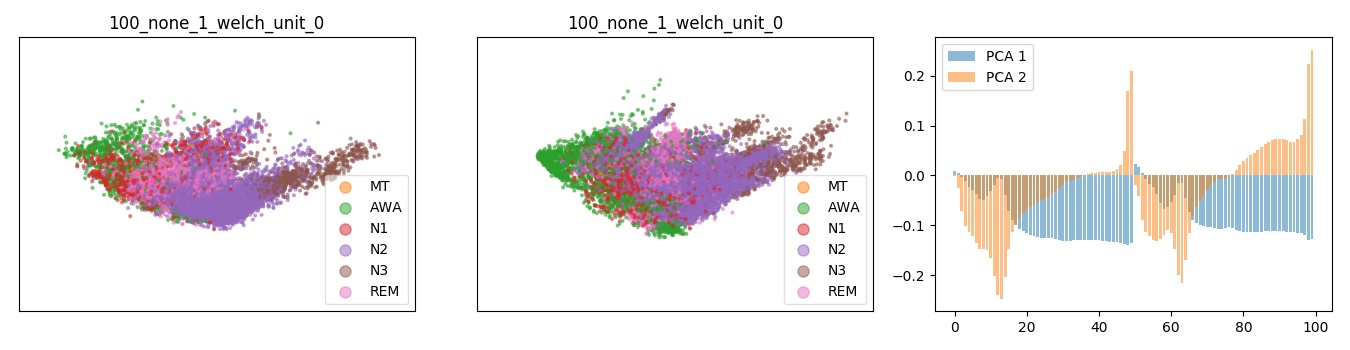 100_none_1_welch_unit_0
MT
AWA
N1
N2
N3
REM
100_none_1_welch_unit_0
MT
AWA
N1
N2
N3
REM
PCA 1
PCA 2
0.2
0.1
0.0
−0.1
−0.2
0 20 40 60 80 100